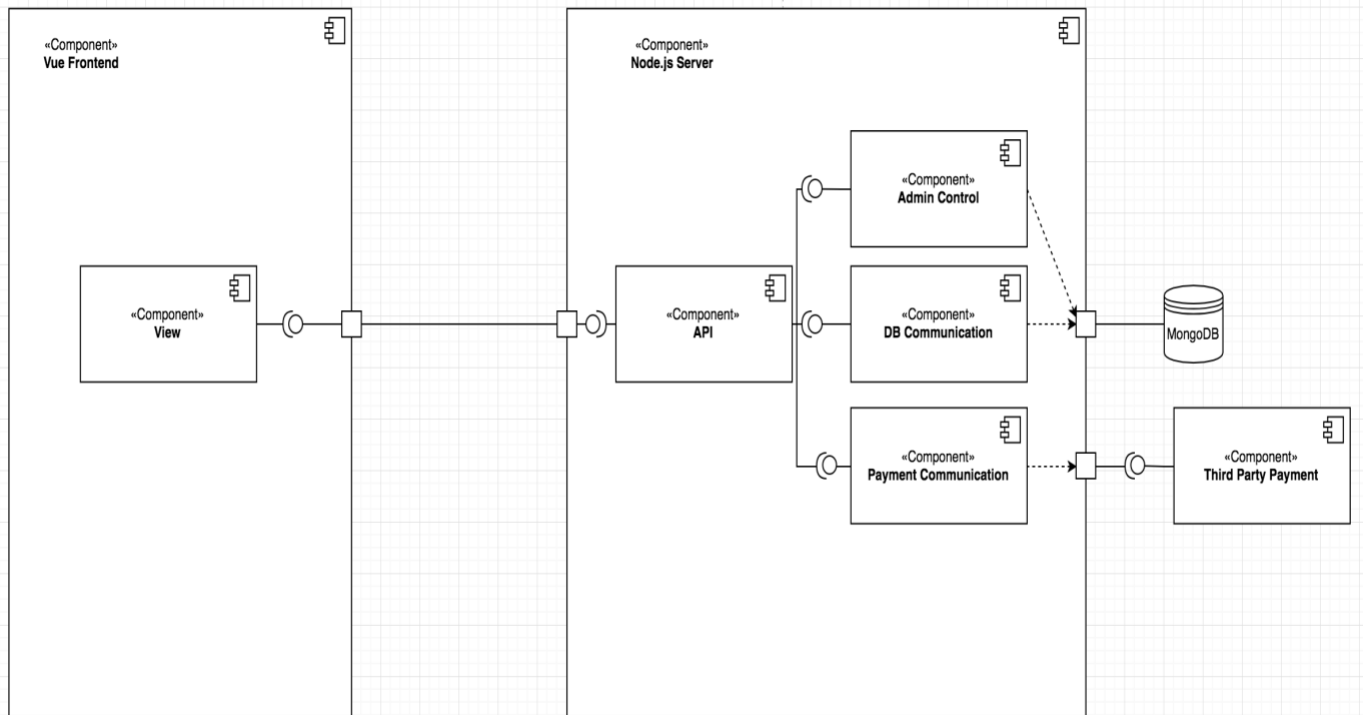 «Component»
Vue Frontend
«Component»
Node.js Server
«Component»
Admin Control
«Component»
View
«Component»
API
«Component»
DB Communication
MongoDB
«Component»
Payment Communication
«Component»
Third Party Payment